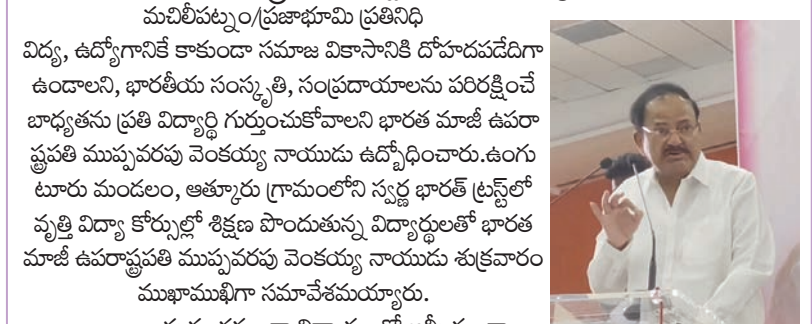 మచిలీపట్నం/ప్రజాభూమి ప్రతినిధి
విద్య, ఉద్యోగానికే కాకుండా సమాజ వికాసానికి దోహదపడేదిగా
ఉండాలని, భారతీయ సంస్కృతి, సంప్రదాయాలను పరిరక్షించే
బాధ్యతను ప్రతి విద్యార్థి గుర్తుంచుకోవాలని భారత మాజీ ఉపరా
ష్ట్రపతి ముప్పవరపు వెంకయ్య నాయుడు ఉద్బోధించారు.ఉంగు
టూరు మండలం, ఆత్కూరు గ్రామంలోని స్వర్ణ భారత్ ట్రస్ట్‌లో
వృత్తి విద్యా కోర్సుల్లో శిక్షణ పొందుతున్న విద్యార్థులతో భారత
మాజీ ఉపరాష్ట్రపతి ముప్పవరపు వెంకయ్య నాయుడు శుక్రవారం
ముఖాముఖిగా సమావేశమయ్యారు.